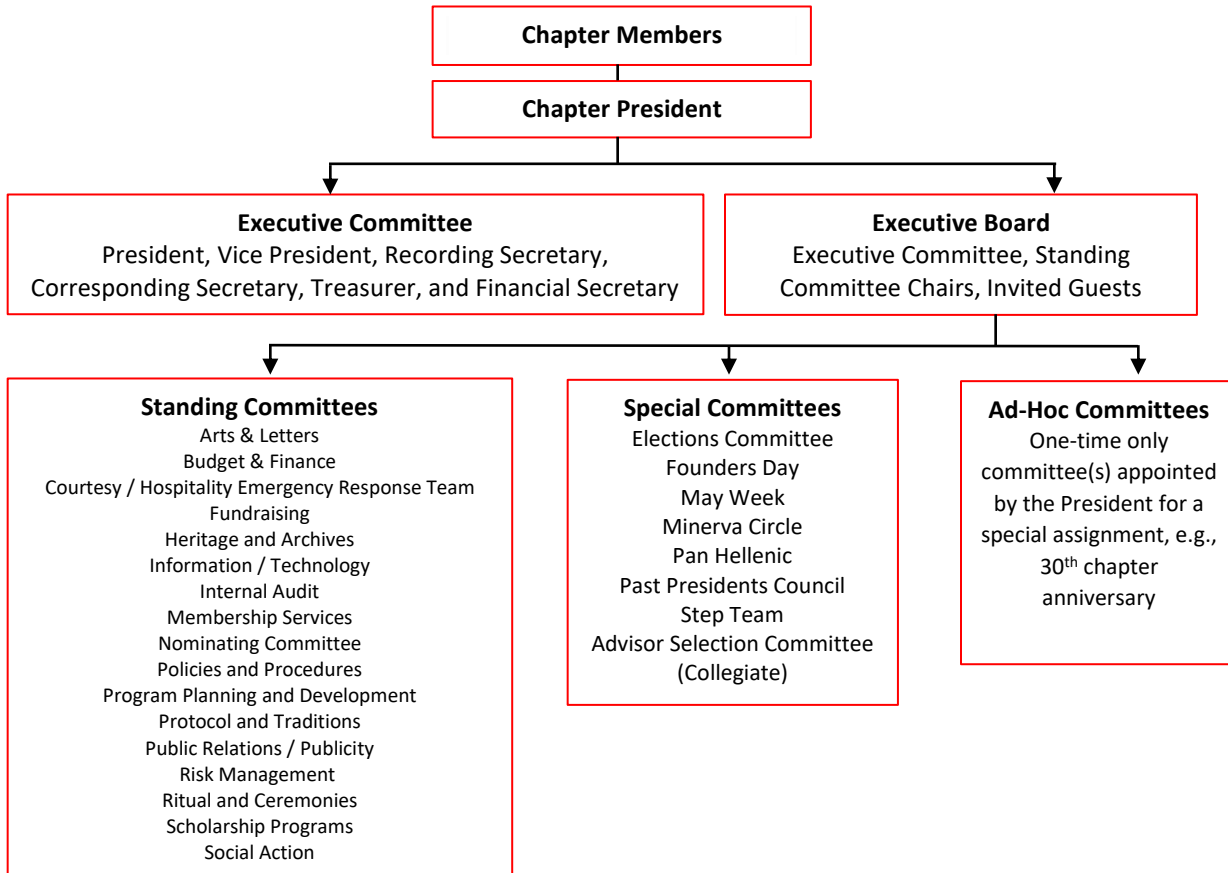 Chapter Members
Chapter President
Executive Committee
President, Vice President, Recording Secretary,
Corresponding Secretary, Treasurer, and Financial Secretary
Executive Board
Executive Committee, Standing
Committee Chairs, Invited Guests
Standing Committees
Arts & Letters
Budget & Finance
Courtesy / Hospitality Emergency Response Team
Fundraising
Heritage and Archives
Information / Technology
Internal Audit
Membership Services
Nominating Committee
Policies and Procedures
Program Planning and Development
Protocol and Traditions
Public Relations / Publicity
Risk Management
Ritual and Ceremonies
Scholarship Programs
Social Action
Special Committees
Elections Committee
Founders Day
May Week
Minerva Circle
Pan Hellenic
Past Presidents Council
Step Team
Advisor Selection Committee
(Collegiate)
Ad-Hoc Committees
One-time only
committee(s) appointed
by the President for a
special assignment, e.g.,
30th chapter
anniversary